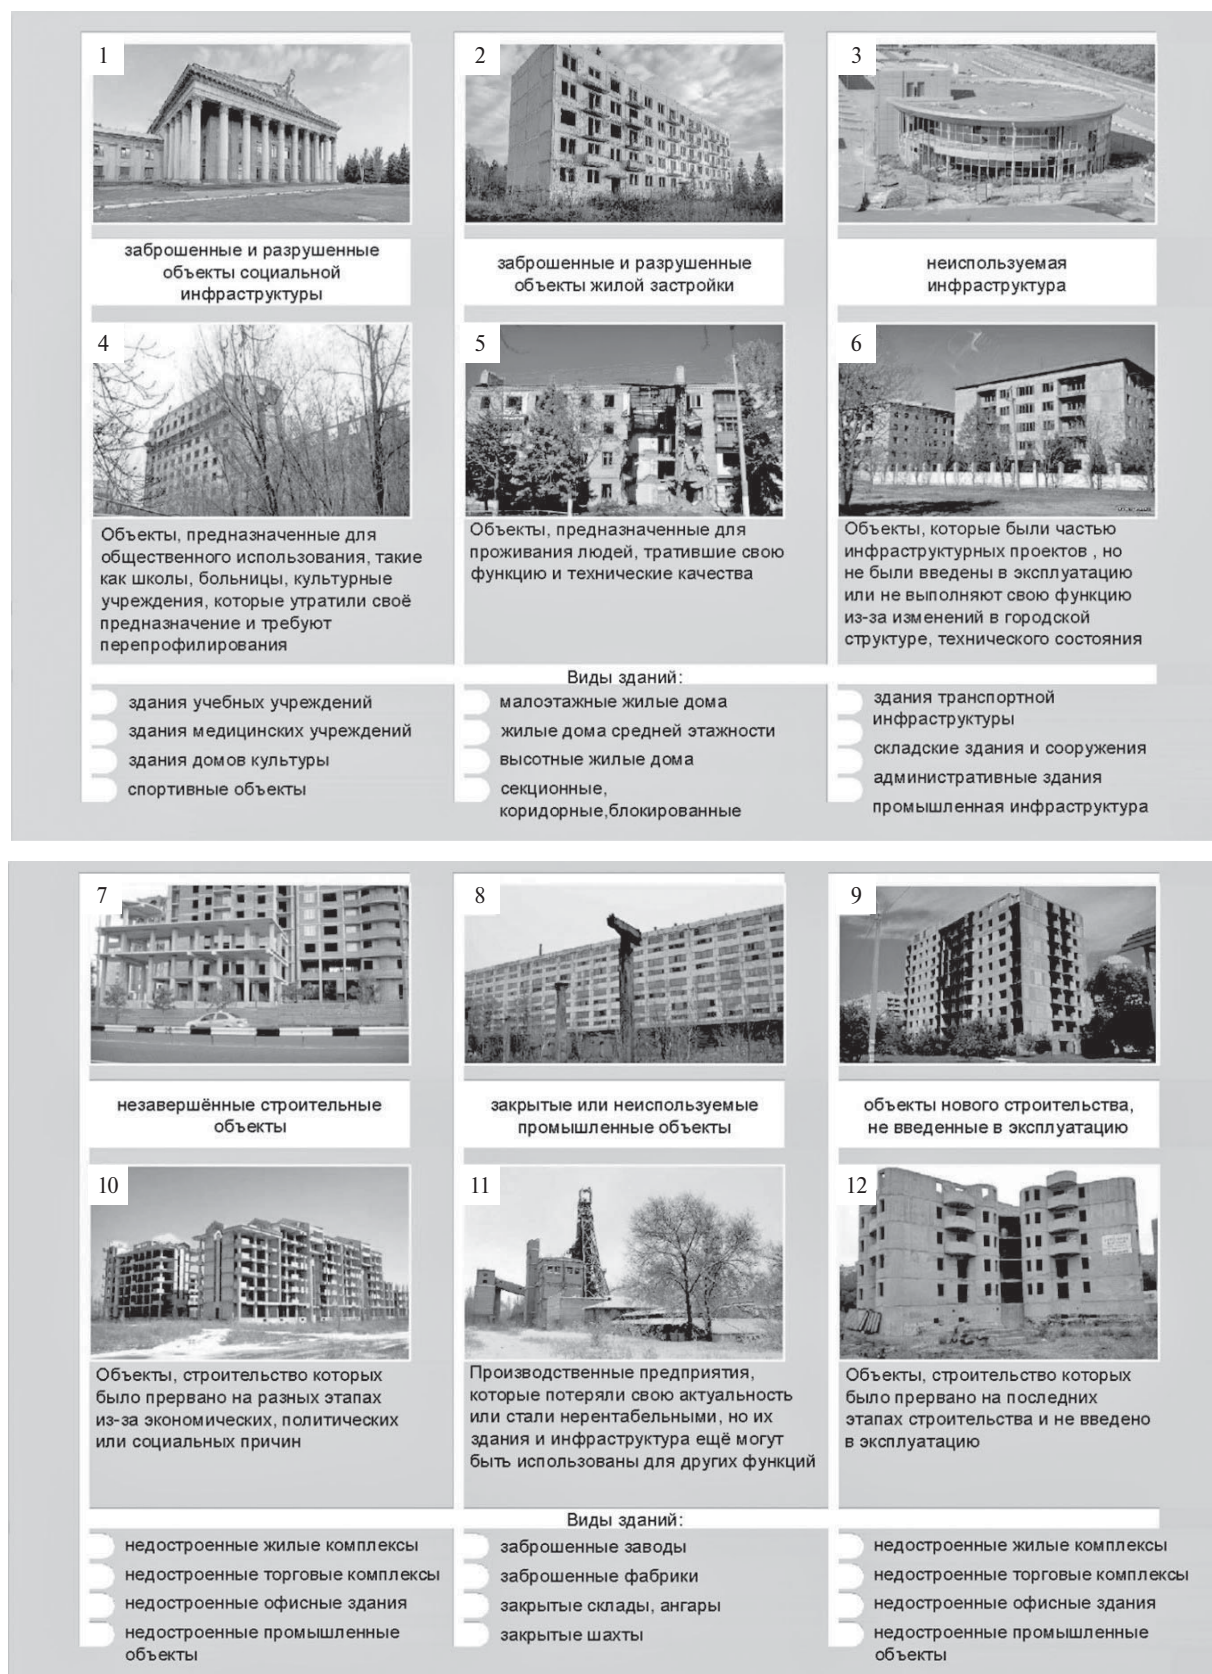 1
2
3
заброшенные и разрушенные
объекты социальной
инфраструктуры
заброшенные и разрушенные
объекты жилой застройки
неиспользуемая
инфраструктура
4
5
6
Объекты, предназначенные для
общественного использования, такие
как школы, больницы, культурные
учреждения, которые утратили своё
предназначение и требуют
перепрофилирования
Объекты, предназначенные для
проживания людей, тратившие свою
функцию и технические качества
Объекты, которые были частью
инфраструктурных проектов , но
не были введены в эксплуатацию
или не выполняют свою функцию
из-за изменений в городской
структуре, технического состояния
Виды зданий:
здания учебных учреждений
здания медицинских учреждений
здания домов культуры
спортивные объекты
малоэтажные жилые дома
жилые дома средней этажности
высотные жилые дома
секционные,
коридорные,блокированные
здания транспортной
инфраструктуры
складские здания и сооружения
административные здания
промышленная инфраструктура
7
8
9
незавершённые строительные
объекты
закрытые или неиспользуемые
промышленные объекты
объекты нового строительства,
не введенные в эксплуатацию
10
11
12
Объекты, строительство которых
было прервано на разных этапах
из-за экономических, политических
или социальных причин
Производственные предприятия,
которые потеряли свою актуальность
или стали нерентабельными, но их
здания и инфраструктура ещё могут
быть использованы для других функций
Объекты, строительство которых
было прервано на последних
этапах строительства и не введено
в эксплуатацию
Виды зданий:
недостроенные жилые комплексы
недостроенные торговые комплексы
недостроенные офисные здания
недостроенные промышленные
объекты
заброшенные заводы
заброшенные фабрики
закрытые склады, ангары
закрытые шахты
недостроенные жилые комплексы
недостроенные торговые комплексы
недостроенные офисные здания
недостроенные промышленные
объекты